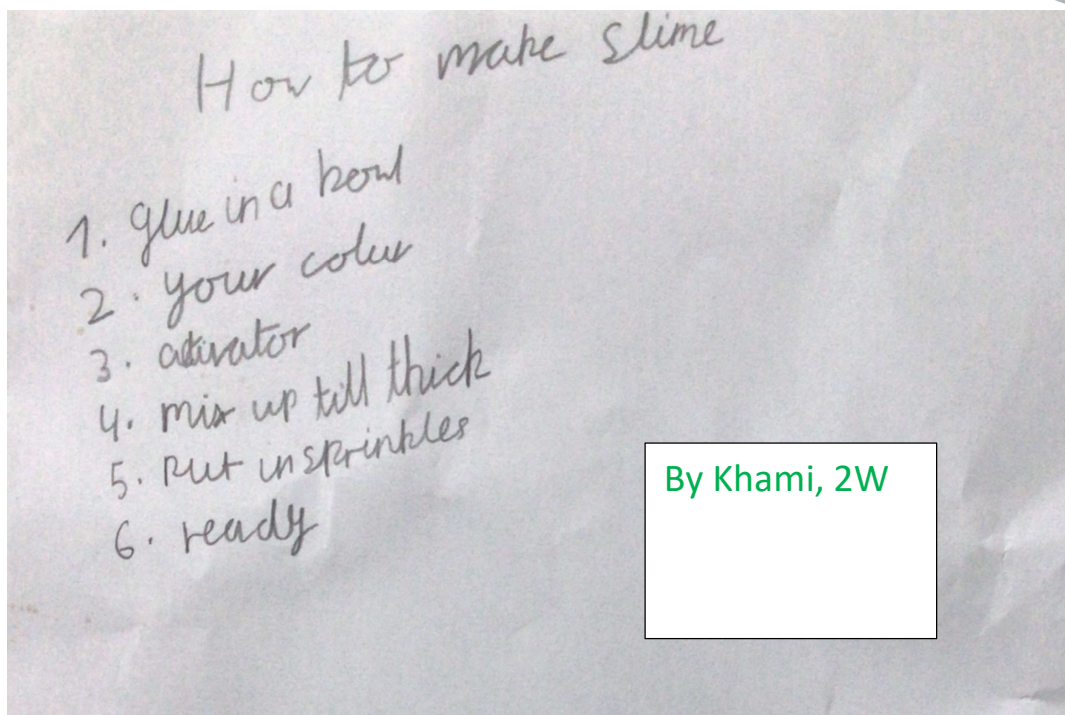 How to make slime
1. glue in a bowl
2. your colur
3. activator
4. mix up till thick
5. put in sprinkles
6. ready
By Khami, 2W